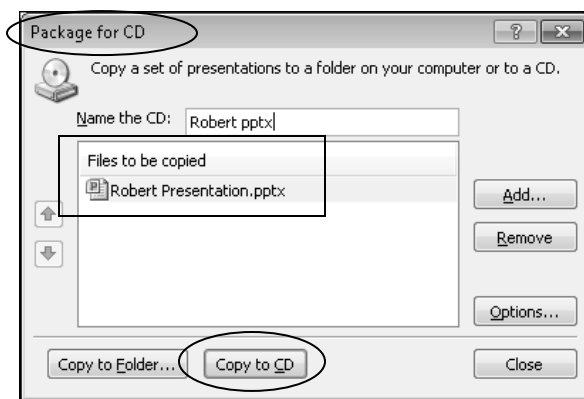 Package for CD
Copy a set of presentations to a folder on your computer or to a CD.
Name the CD: Robert pptx
Files to be copied
Robert Presentation.pptx
Add...
Remove
Options...
Copy to Folder... Copy to CD Close